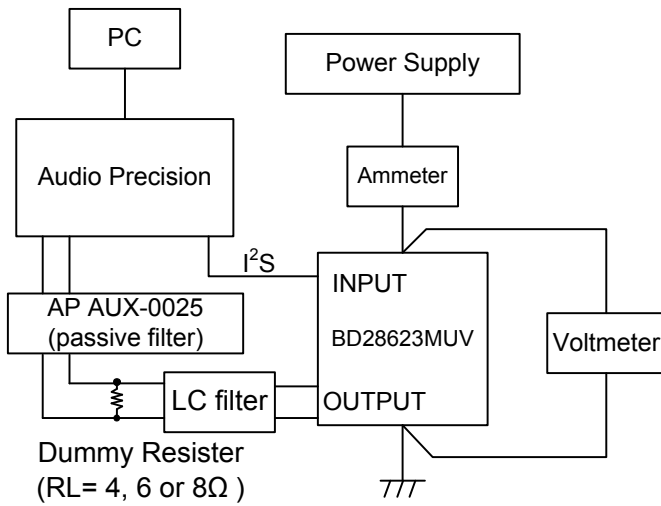 PC
Power Supply
Audio Precision
Ammeter
I²S
INPUT
AP AUX-0025
(passive filter)
BD28623MUV
Voltmeter
LC filter
OUTPUT
Dummy Resister
(RL= 4, 6 or 8Ω )